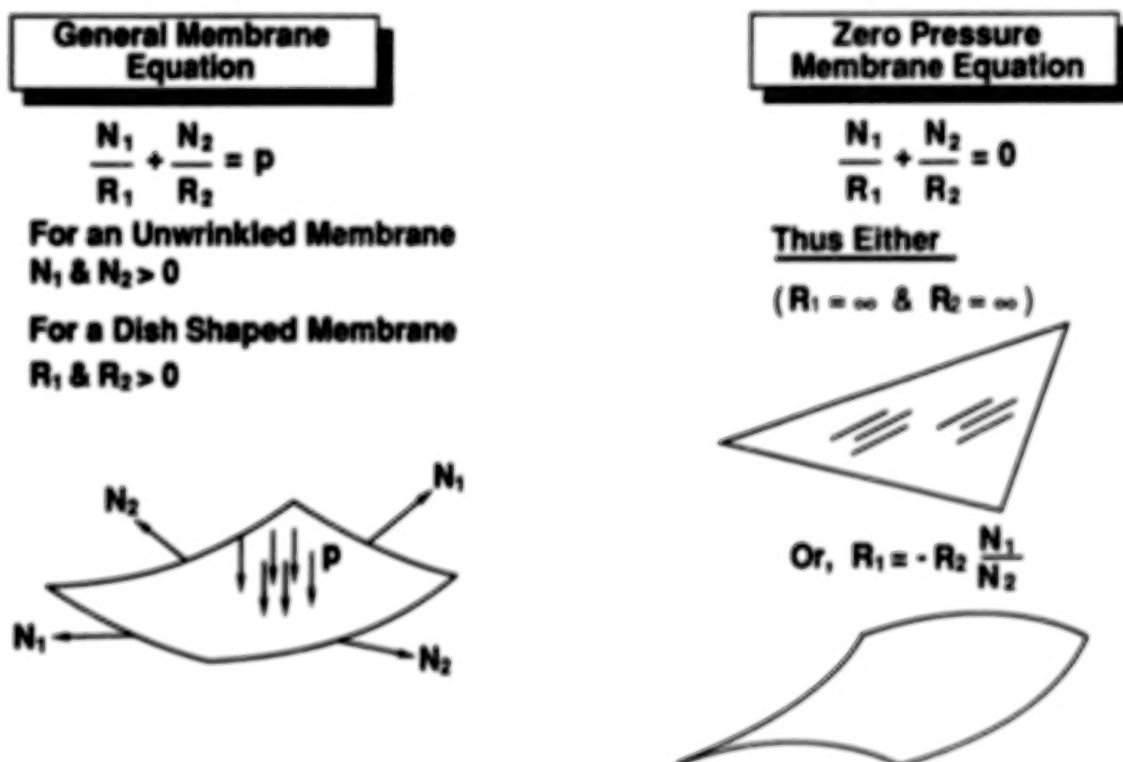 General Membrane
Equation
N₁/R₁ + N₂/R₂ = p
For an Unwrinkled Membrane
N₁ & N₂ > 0
For a Dish Shaped Membrane
R₁ & R₂ > 0
N₂
N₁
p
N₁
N₂
Zero Pressure
Membrane Equation
N₁/R₁ + N₂/R₂ = 0
Thus Either
(R₁ = ∞ & R₂ = ∞)
Or, R₁ = - R₂ N₁/N₂